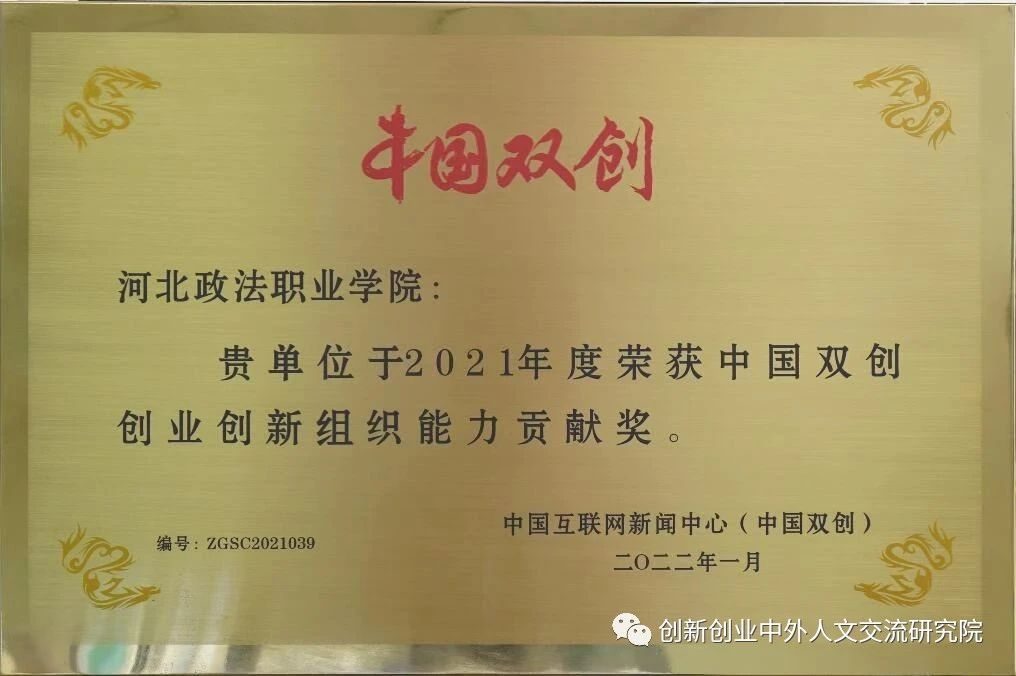 中国双创
河北政法职业学院：
贵单位于2021年度荣获中国双创
创业创新组织能力贡献奖。
中国互联网新闻中心（中国双创）
编号：ZGSC2021039
二〇二二年一月
创新创业中外人文交流研究院